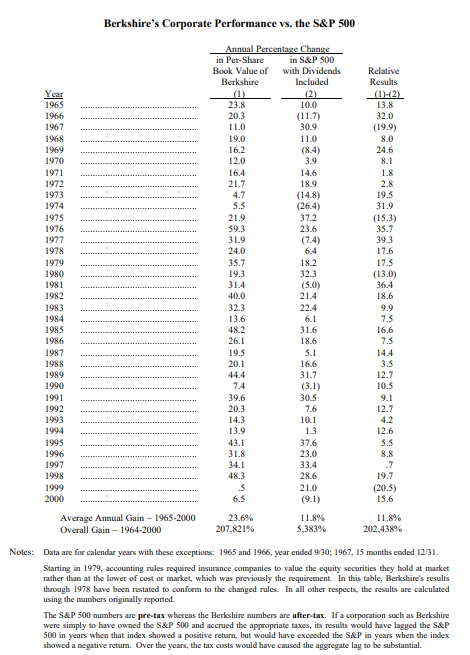 Berkshire's Corporate Performance vs. the S&P 500
Annual Percentage Change
in Per-Share in S&P 500
Book Value of with Dividends Relative
Berkshire Included Results
Year (1) (2) (1)-(2)
1965 .................................................. 23.8 10.0 13.8
1966 .................................................. 20.3 (11.7) 32.0
1967 .................................................. 11.0 30.9 (19.9)
1968 .................................................. 19.0 11.0 8.0
1969 .................................................. 16.2 (8.4) 24.6
1970 .................................................. 12.0 3.9 8.1
1971 .................................................. 16.4 14.6 1.8
1972 .................................................. 21.7 18.9 2.8
1973 .................................................. 4.7 (14.8) 19.5
1974 .................................................. 5.5 (26.4) 31.9
1975 .................................................. 21.9 37.2 (15.3)
1976 .................................................. 59.3 23.6 35.7
1977 .................................................. 31.9 (7.4) 39.3
1978 .................................................. 24.0 6.4 17.6
1979 .................................................. 35.7 18.2 17.5
1980 .................................................. 19.3 32.3 (13.0)
1981 .................................................. 31.4 (5.0) 36.4
1982 .................................................. 40.0 21.4 18.6
1983 .................................................. 32.3 22.4 9.9
1984 .................................................. 13.6 6.1 7.5
1985 .................................................. 48.2 31.6 16.6
1986 .................................................. 26.1 18.6 7.5
1987 .................................................. 19.5 5.1 14.4
1988 .................................................. 20.1 16.6 3.5
1989 .................................................. 44.4 31.7 12.7
1990 .................................................. 7.4 (3.1) 10.5
1991 .................................................. 39.6 30.5 9.1
1992 .................................................. 20.3 7.6 12.7
1993 .................................................. 14.3 10.1 4.2
1994 .................................................. 13.9 1.3 12.6
1995 .................................................. 43.1 37.6 5.5
1996 .................................................. 31.8 23.0 8.8
1997 .................................................. 34.1 33.4 .7
1998 .................................................. 48.3 28.6 19.7
1999 .................................................. .5 21.0 (20.5)
2000 .................................................. 6.5 (9.1) 15.6
Average Annual Gain – 1965-2000 23.6% 11.8% 11.8%
Overall Gain – 1964-2000 207,821% 5,383% 202,438%
Notes: Data are for calendar years with these exceptions: 1965 and 1966, year ended 9/30; 1967, 15 months ended 12/31.
Starting in 1979, accounting rules required insurance companies to value the equity securities they hold at market
rather than at the lower of cost or market, which was previously the requirement. In this table, Berkshire's results
through 1978 have been restated to conform to the changed rules. In all other respects, the results are calculated
using the numbers originally reported.
The S&P 500 numbers are pre-tax whereas the Berkshire numbers are after-tax. If a corporation such as Berkshire
were simply to have owned the S&P 500 and accrued the appropriate taxes, its results would have lagged the S&P
500 in years when that index showed a positive return, but would have exceeded the S&P in years when the index
showed a negative return. Over the years, the tax costs would have caused the aggregate lag to be substantial.